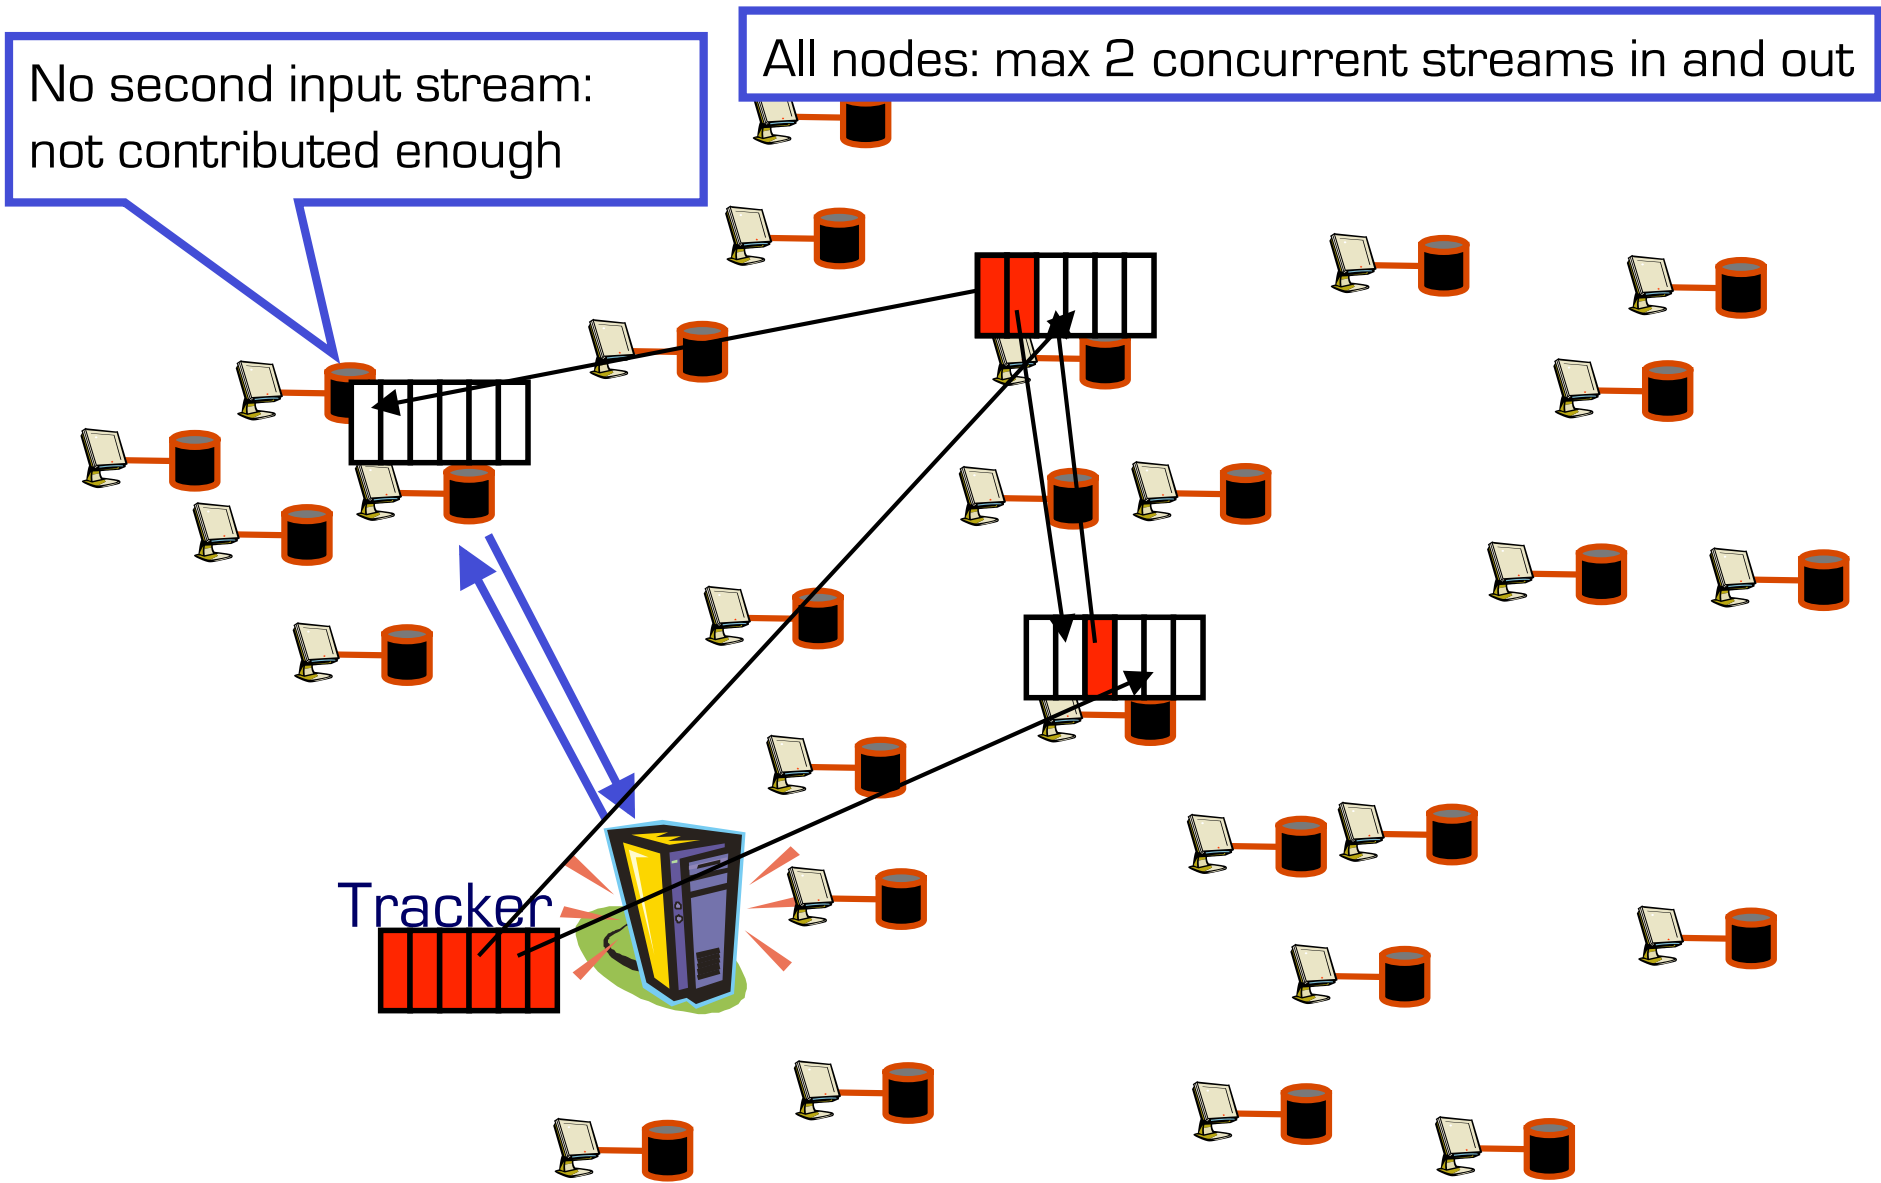 All nodes: max 2 concurrent streams in and out
No second input stream:
not contributed enough
Tracker